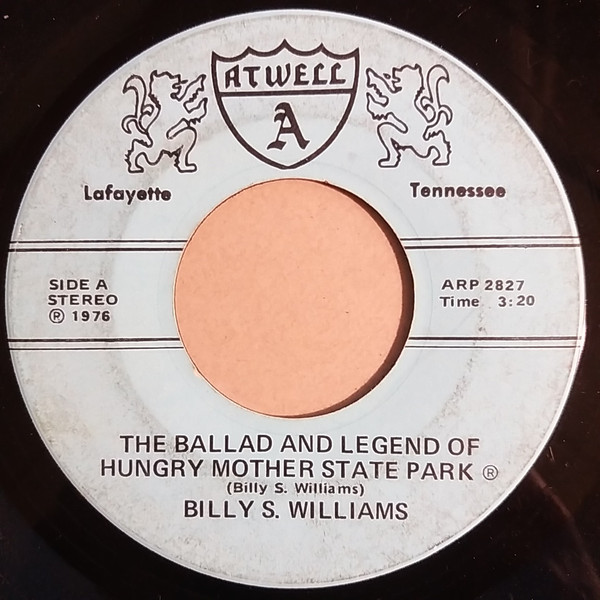 ATWELL
A
Lafayette
Tennessee
SIDE A
STEREO
℗ 1976
ARP 2827
Time 3:20
THE BALLAD AND LEGEND OF
HUNGRY MOTHER STATE PARK ®
(Billy S. Williams)
BILLY S. WILLIAMS